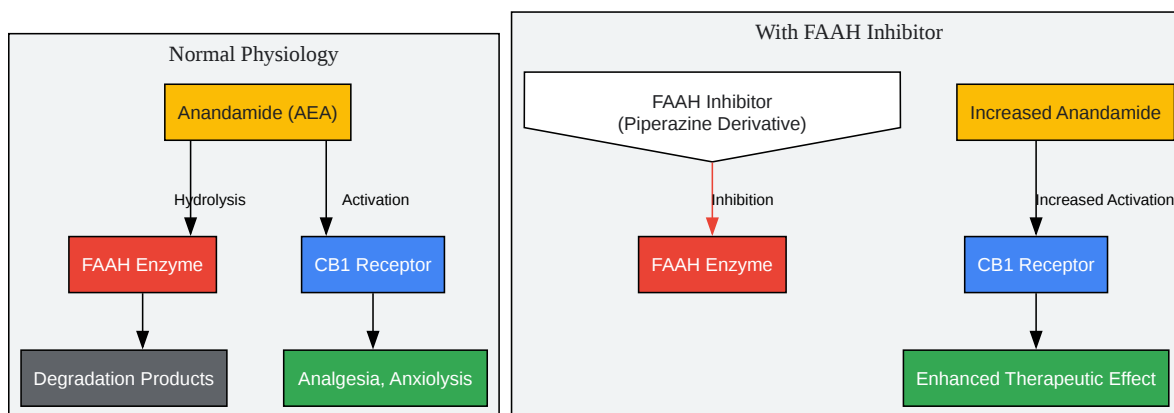 Normal Physiology
Anandamide (AEA)
Hydrolysis
Activation
FAAH Enzyme
CB1 Receptor
Degradation Products
Analgesia, Anxiolysis
With FAAH Inhibitor
FAAH Inhibitor
(Piperazine Derivative)
Increased Anandamide
Inhibition
Increased Activation
FAAH Enzyme
CB1 Receptor
Enhanced Therapeutic Effect